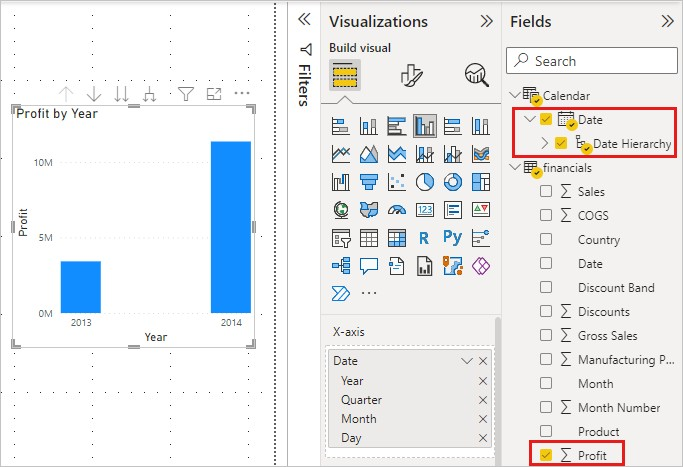 Profit by Year
10M
5M
0M
Profit
2013
2014
Year
Filters
Visualizations
Build visual
123
R
Py
X-axis
Date
Year
Quarter
Month
Day
Fields
Search
Calendar
Date
Date Hierarchy
financials
Sales
COGS
Country
Date
Discount Band
Discounts
Gross Sales
Manufacturing P...
Month
Month Number
Product
Profit